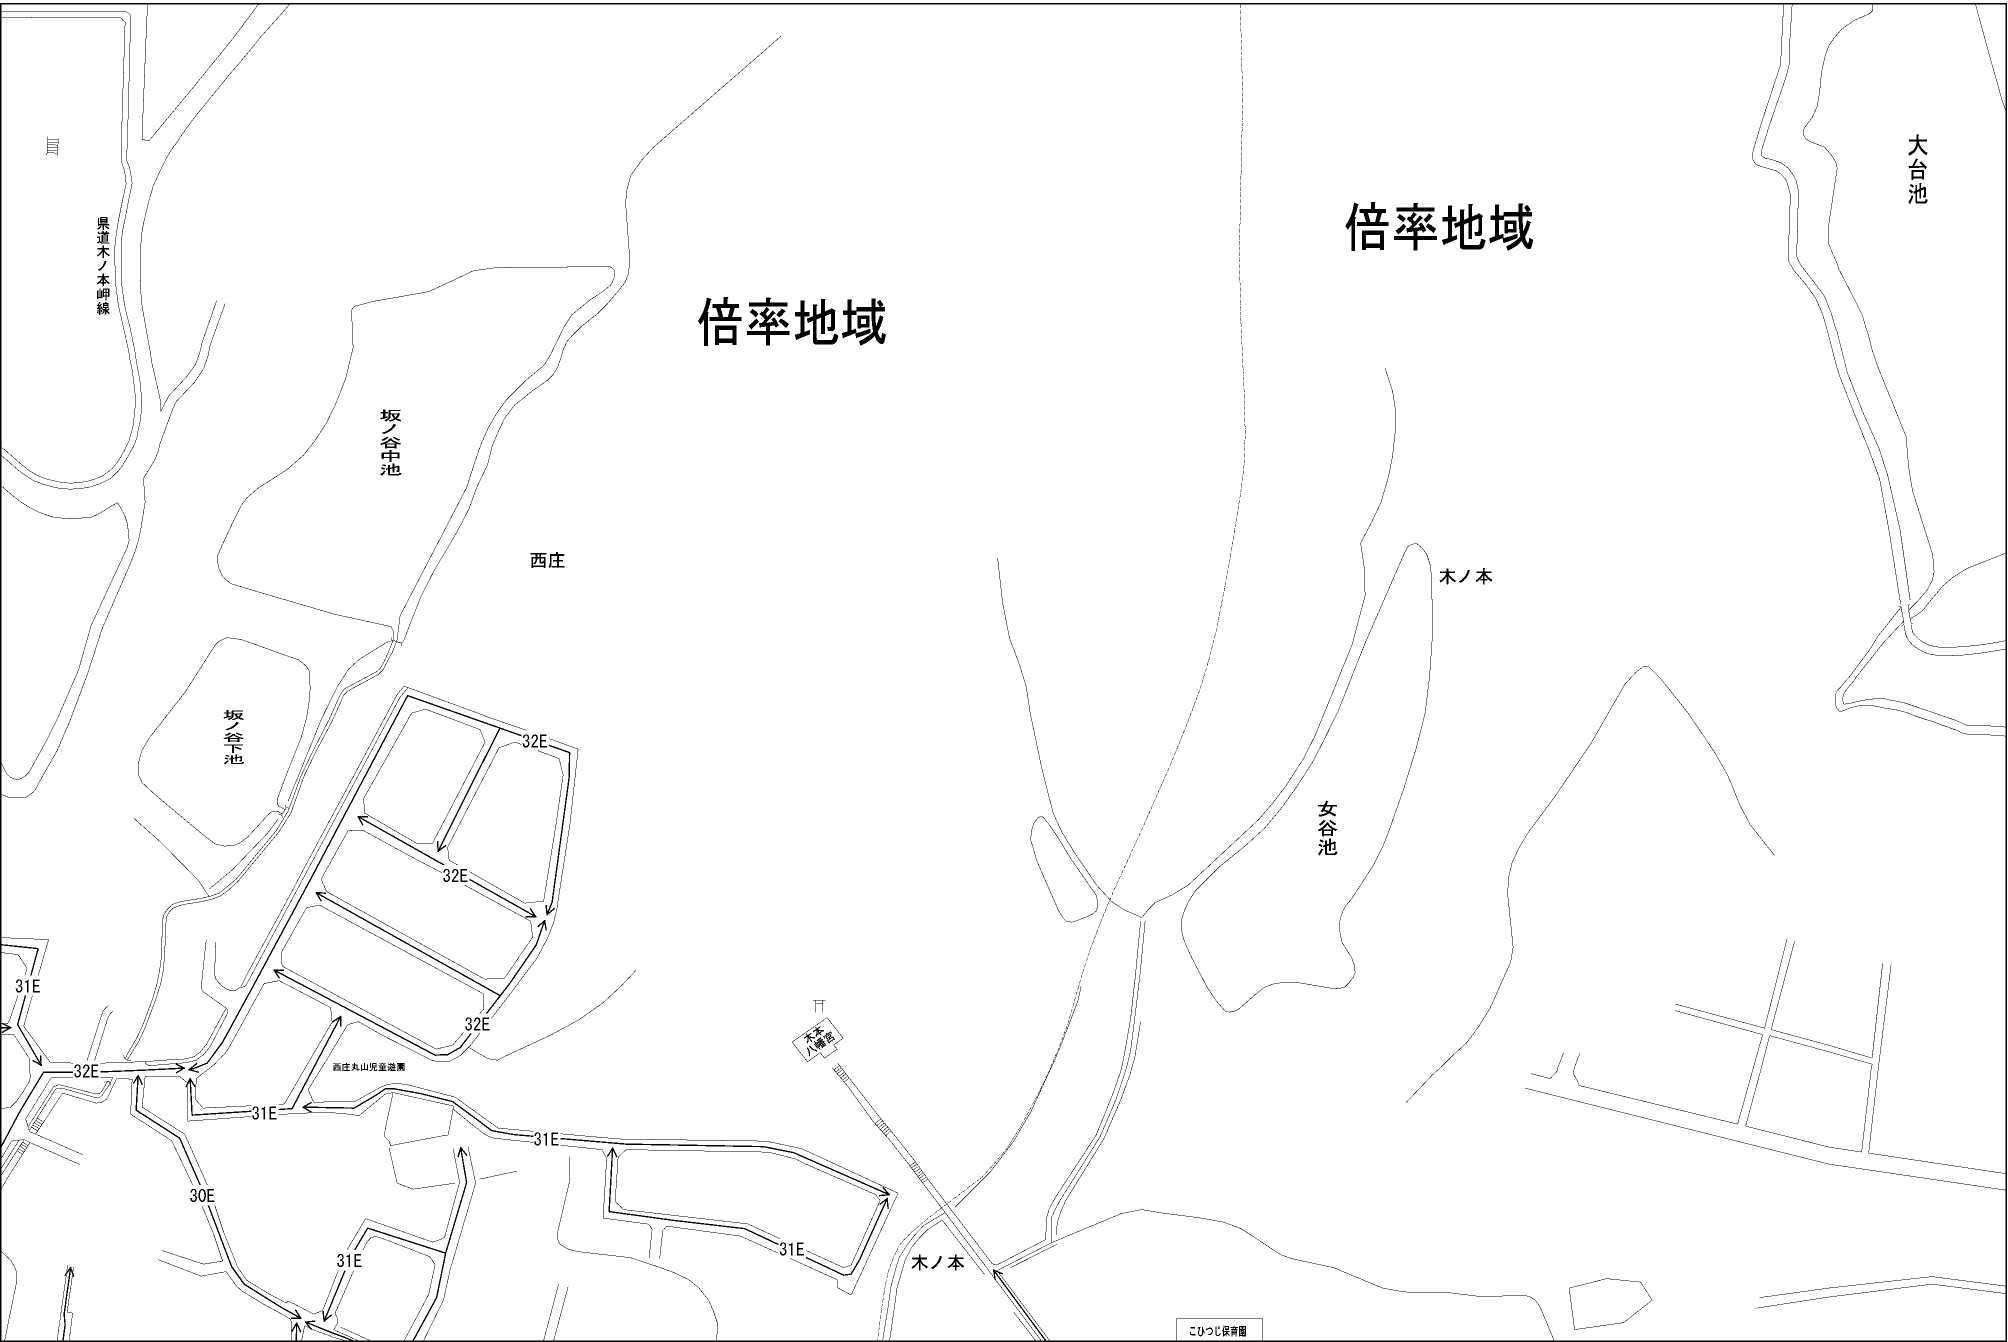 大台池
倍率地域
県道木ノ本岬線
倍率地域
坂ノ谷中池
西庄
木ノ本
坂ノ谷下池
32E
女谷池
32E
31E
32E
木本
八幡宮
32E
西庄丸山児童遊園
31E
31E
30E
31E
31E
木ノ本
こひつじ保育園